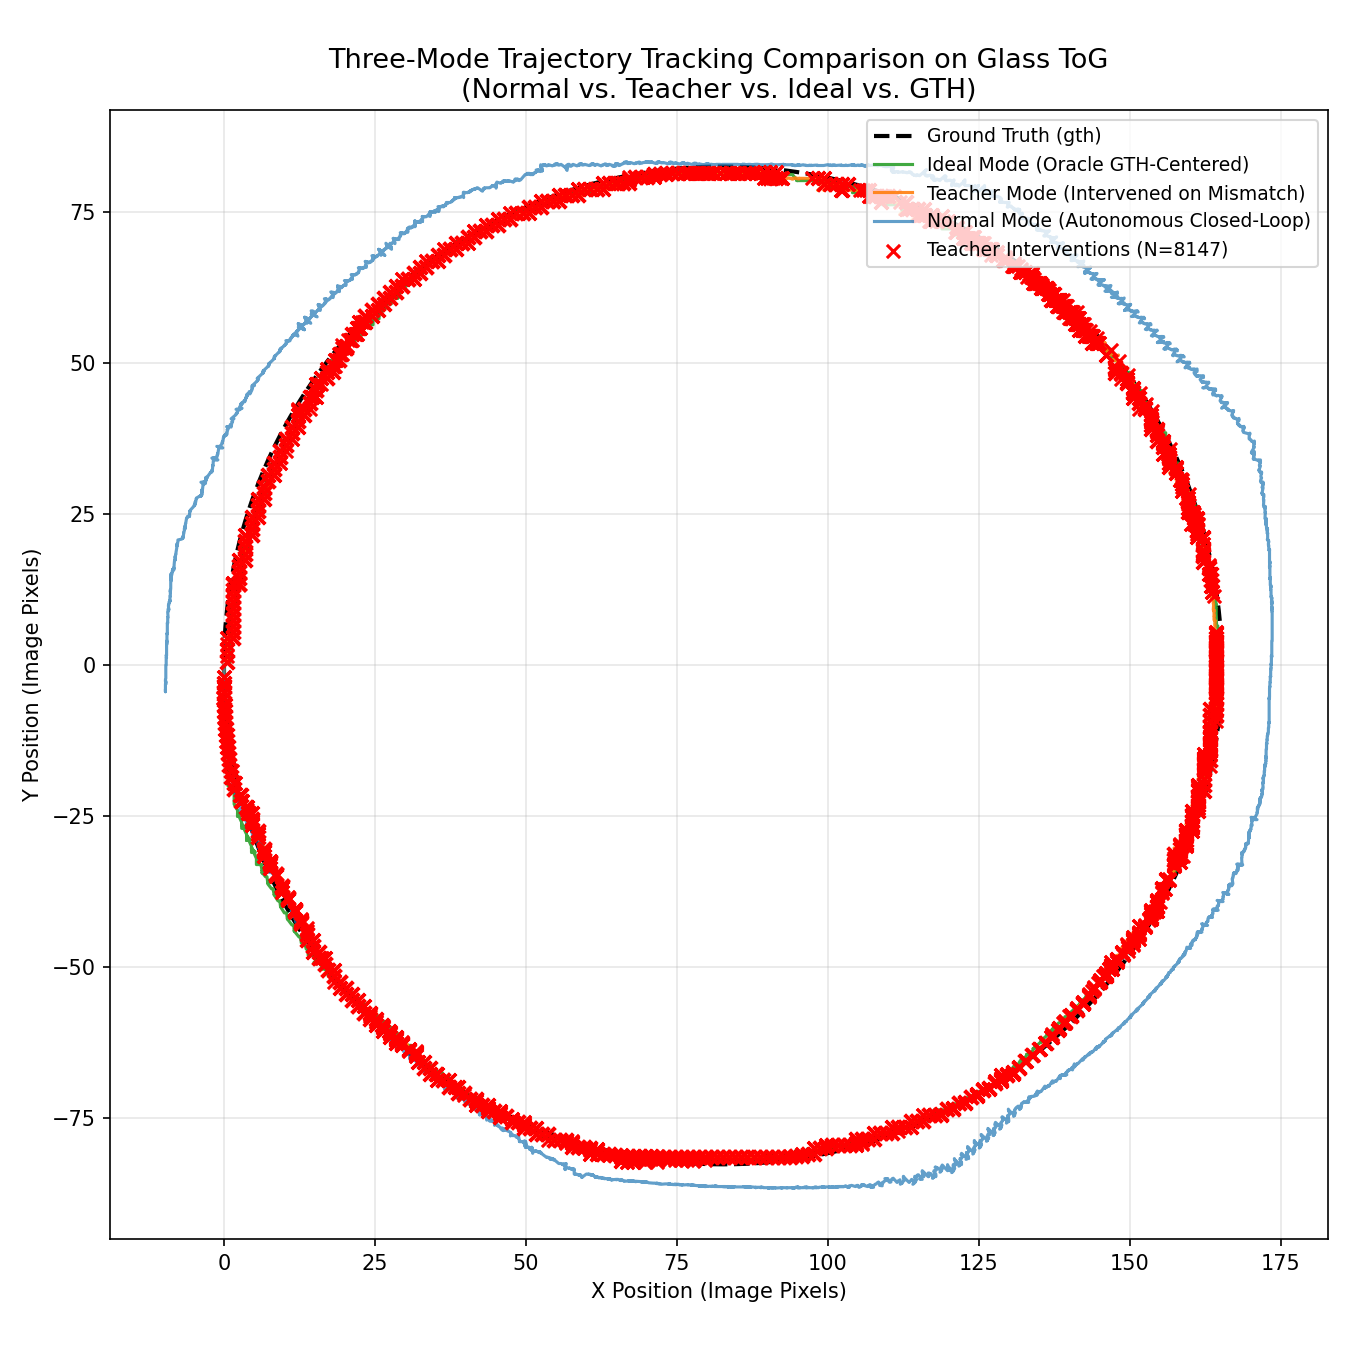 Three-Mode Trajectory Tracking Comparison on Glass ToG
(Normal vs. Teacher vs. Ideal vs. GTH)
Ground Truth (gth)
Ideal Mode (Oracle GTH-Centered)
Teacher Mode (Intervened on Mismatch)
Normal Mode (Autonomous Closed-Loop)
Teacher Interventions (N=8147)
Y Position (Image Pixels)
75
50
25
0
−25
−50
−75
0
25
50
75
100
125
150
175
X Position (Image Pixels)